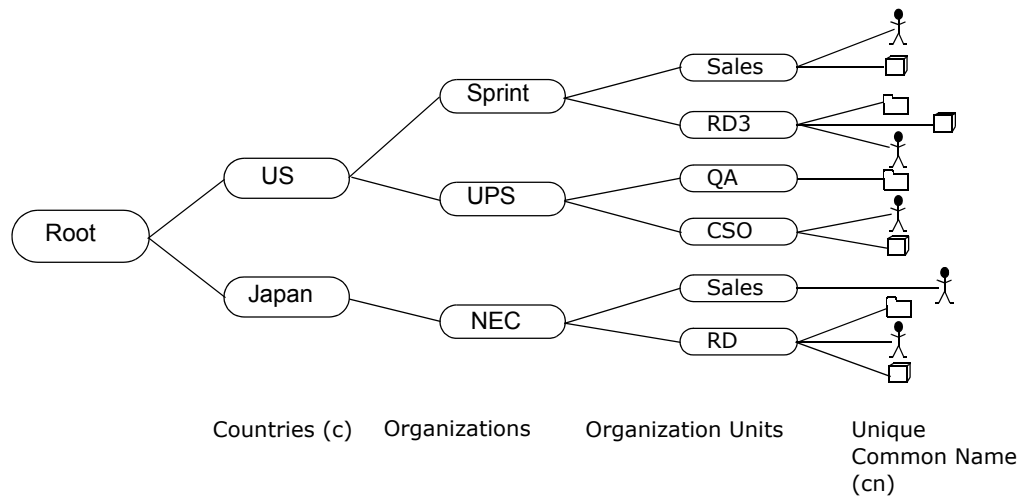 Root
US
Japan
Sprint
UPS
NEC
Sales
RD3
QA
CSO
Sales
RD
Countries (c)
Organizations
Organization Units
Unique
Common Name
(cn)